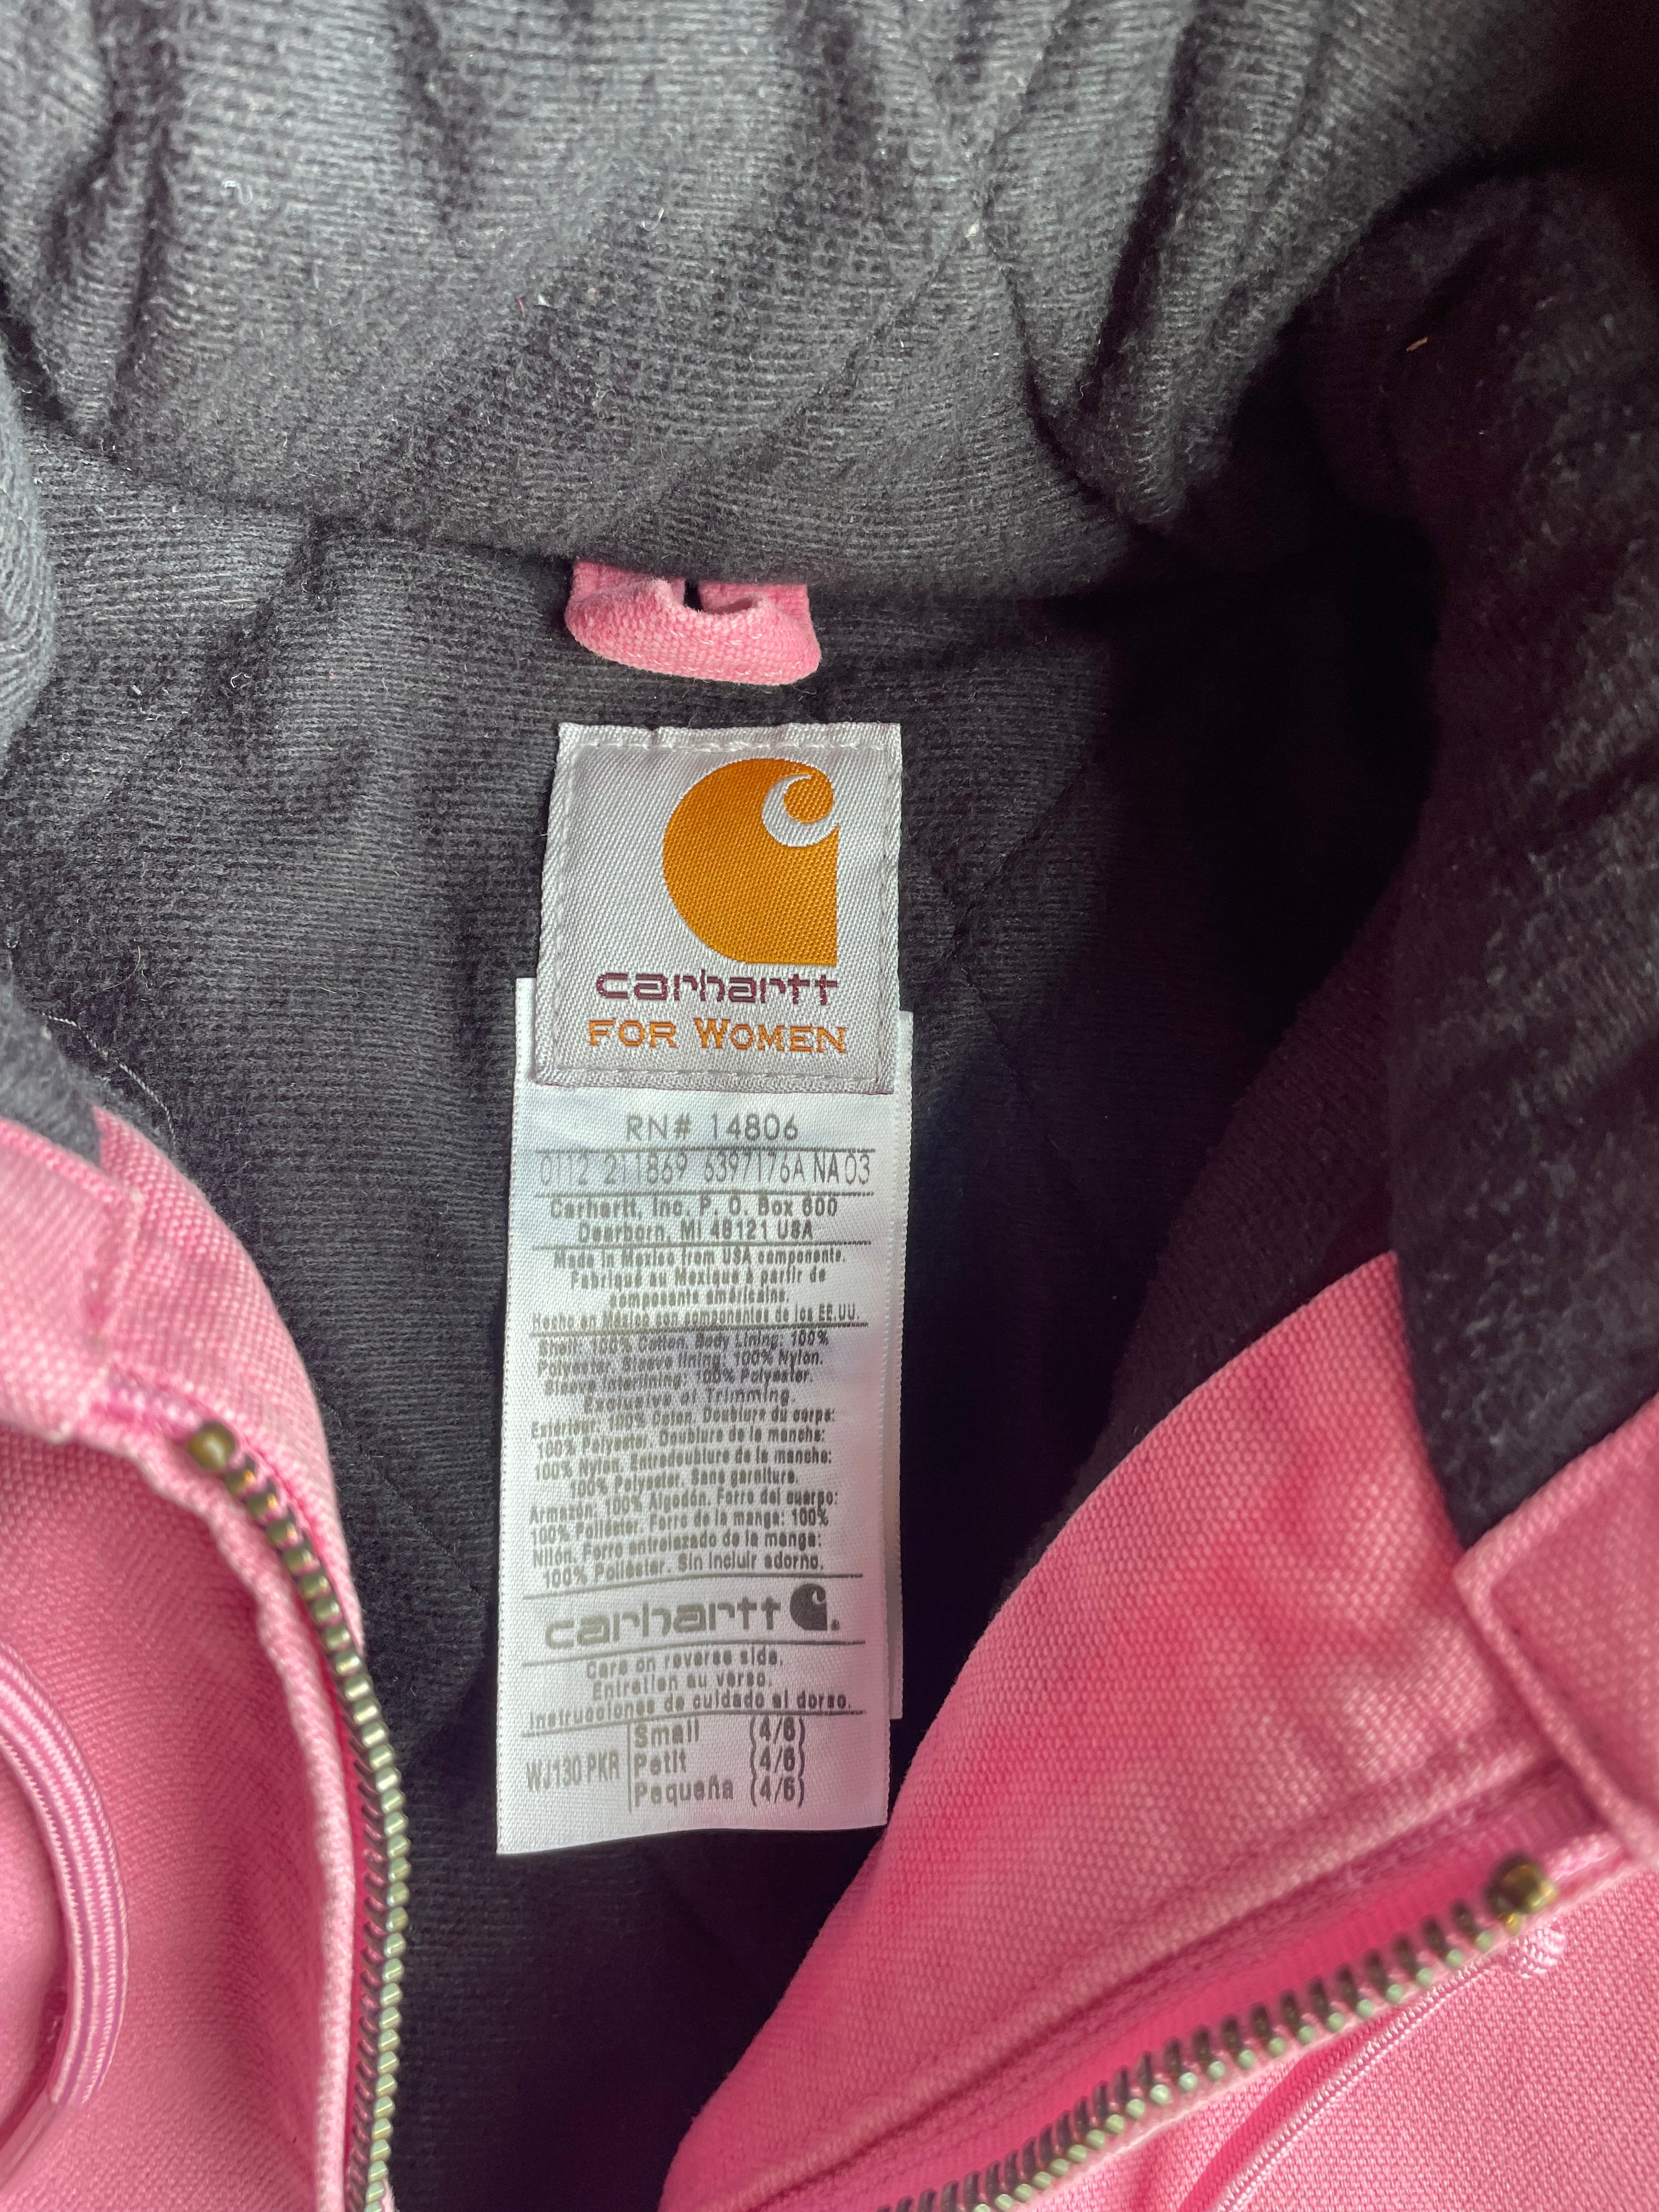 carhartt
FOR WOMEN
RN# 14806
0112 211869 6397176A NA 03
Carhartt, Inc. P. O. Box 600
Dearborn, MI 48121 USA
Made in Mexico from USA components.
Fabriqué au Mexique à partir de
composants américains.
Hecho en México con componentes de los EE.UU.
Shell: 100% Cotton. Body Lining: 100%
Polyester. Sleeve lining: 100% Nylon.
Sleeve Interlining: 100% Polyester.
Exclusive of Trimming.
Extérieur: 100% Coton. Doublure du corps:
100% Polyester. Doublure de la manche:
100% Nylon. Entredoublure de la manche:
100% Polyester. Sans garniture.
Armazón: 100% Algodón. Forro del cuerpo:
100% Poliéster. Forro de la manga: 100%
Nilón. Forro entrelazado de la manga:
100% Poliéster. Sin incluir adorno.
carhartt
Care on reverse side.
Entretien au verso.
Instrucciones de cuidado al dorso.
WJ130 PKR
Small (4/6)
Petit (4/6)
Pequeña (4/6)